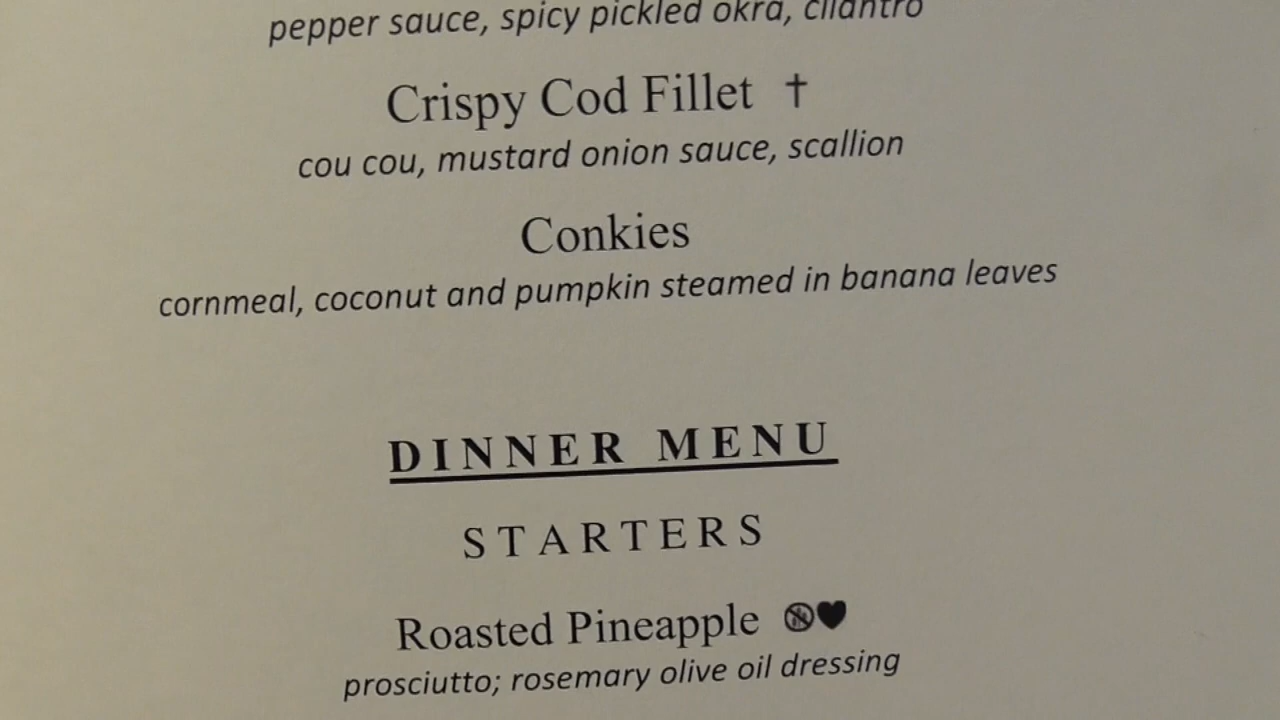 pepper sauce, spicy pickled okra, cilantro
Crispy Cod Fillet †
cou cou, mustard onion sauce, scallion
Conkies
cornmeal, coconut and pumpkin steamed in banana leaves
DINNER MENU
STARTERS
Roasted Pineapple ♥
prosciutto; rosemary olive oil dressing